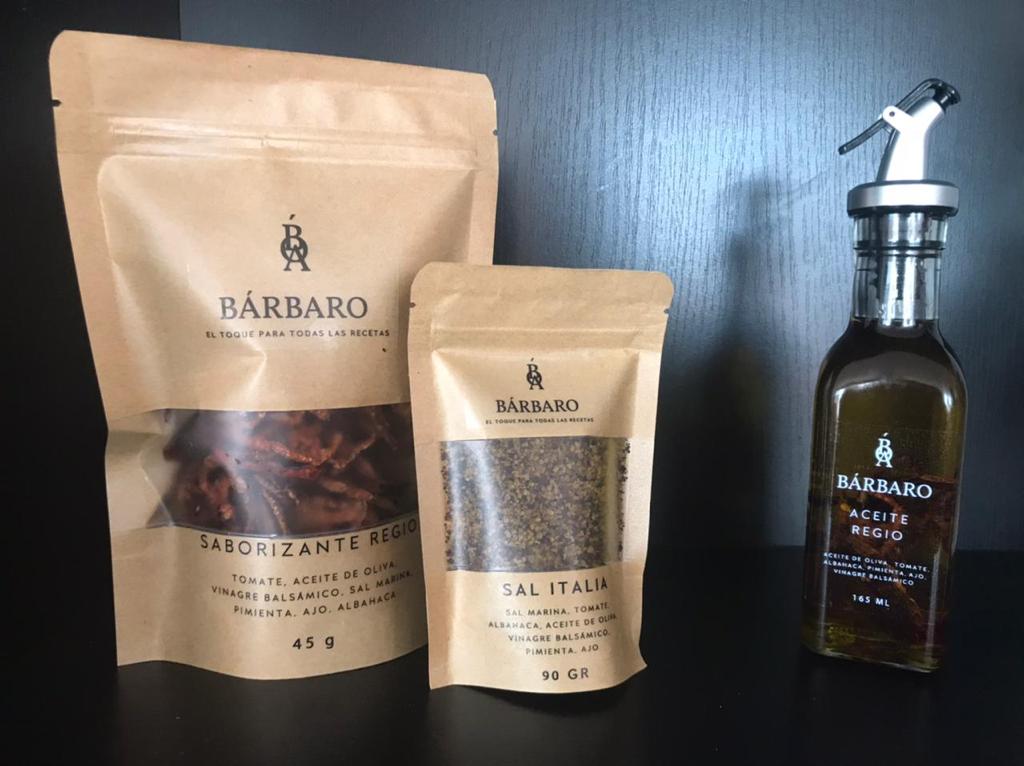 BÁRBARO
EL TOQUE PARA TODAS LAS RECETAS
SABORIZANTE REGIO
TOMATE, ACEITE DE OLIVA,
VINAGRE BALSÁMICO, SAL MARINA,
PIMIENTA, AJO, ALBAHACA
45 g
BÁRBARO
EL TOQUE PARA TODAS LAS RECETAS
SAL ITALIA
SAL MARINA, TOMATE,
ALBAHACA, ACEITE DE OLIVA,
VINAGRE BALSÁMICO,
PIMIENTA, AJO
90 GR
BÁRBARO
ACEITE
REGIO
ACEITE DE OLIVA, TOMATE,
ALBAHACA, PIMIENTA, AJO,
VINAGRE BALSÁMICO
165 ML